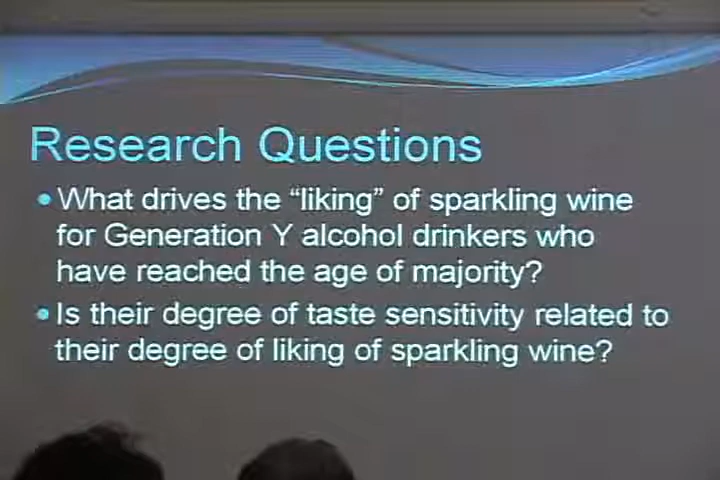 Research Questions
• What drives the “liking” of sparkling wine
for Generation Y alcohol drinkers who
have reached the age of majority?
• Is their degree of taste sensitivity related to
their degree of liking of sparkling wine?